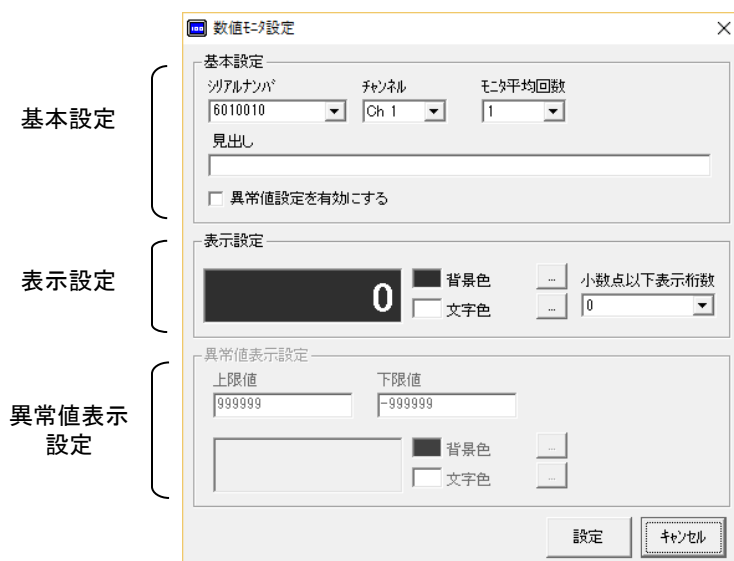 数値ﾓﾆﾀ設定
基本設定
基本設定
ｼﾘｱﾙﾅﾝﾊﾞ ﾁｬﾝﾈﾙ ﾓﾆﾀ平均回数
6010010 Ch 1 1
見出し
異常値設定を有効にする
表示設定
表示設定
0
背景色 ... 小数点以下表示桁数
文字色 ... 0
異常値表示
設定
異常値表示設定
上限値 下限値
999999 -999999
背景色 ...
文字色 ...
設定 ｷｬﾝｾﾙ